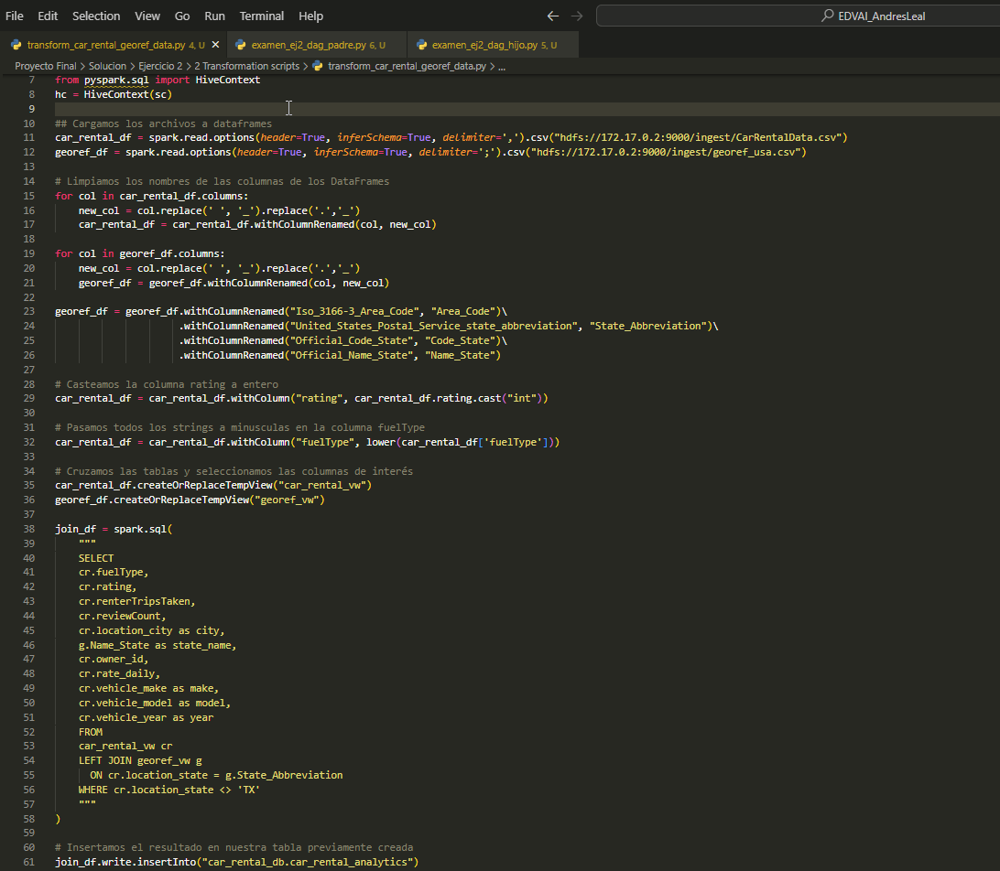 File Edit Selection View Go Run Terminal Help
EDVAI_AndresLeal
transform_car_rental_georef_data.py 4, U
examen_ej2_dag_padre.py 6, U
examen_ej2_dag_hijo.py 5, U
Proyecto Final > Solucion > Ejercicio 2 > 2 Transformation scripts > transform_car_rental_georef_data.py > ...
7 from pyspark.sql import HiveContext
8 hc = HiveContext(sc)
9
10 ## Cargamos los archivos a dataframes
11 car_rental_df = spark.read.options(header=True, inferSchema=True, delimiter=',').csv("hdfs://172.17.0.2:9000/ingest/CarRentalData.csv")
12 georef_df = spark.read.options(header=True, inferSchema=True, delimiter=';').csv("hdfs://172.17.0.2:9000/ingest/georef_usa.csv")
13
14 # Limpiamos los nombres de las columnas de los DataFrames
15 for col in car_rental_df.columns:
16     new_col = col.replace(' ', '_').replace('.','_')
17     car_rental_df = car_rental_df.withColumnRenamed(col, new_col)
18
19 for col in georef_df.columns:
20     new_col = col.replace(' ', '_').replace('.','_')
21     georef_df = georef_df.withColumnRenamed(col, new_col)
22
23 georef_df = georef_df.withColumnRenamed("Iso_3166-3_Area_Code", "Area_Code")\
24                      .withColumnRenamed("United_States_Postal_Service_state_abbreviation", "State_Abbreviation")\
25                      .withColumnRenamed("Official_Code_State", "Code_State")\
26                      .withColumnRenamed("Official_Name_State", "Name_State")
27
28 # Casteamos la columna rating a entero
29 car_rental_df = car_rental_df.withColumn("rating", car_rental_df.rating.cast("int"))
30
31 # Pasamos todos los strings a minusculas en la columna fuelType
32 car_rental_df = car_rental_df.withColumn("fuelType", lower(car_rental_df['fuelType']))
33
34 # Cruzamos las tablas y seleccionamos las columnas de interés
35 car_rental_df.createOrReplaceTempView("car_rental_vw")
36 georef_df.createOrReplaceTempView("georef_vw")
37
38 join_df = spark.sql(
39     """
40     SELECT
41     cr.fuelType,
42     cr.rating,
43     cr.renterTripsTaken,
44     cr.reviewCount,
45     cr.location_city as city,
46     g.Name_State as state_name,
47     cr.owner_id,
48     cr.rate_daily,
49     cr.vehicle_make as make,
50     cr.vehicle_model as model,
51     cr.vehicle_year as year
52     FROM
53     car_rental_vw cr
54     LEFT JOIN georef_vw g
55       ON cr.location_state = g.State_Abbreviation
56     WHERE cr.location_state <> 'TX'
57     """
58 )
59
60 # Insertamos el resultado en nuestra tabla previamente creada
61 join_df.write.insertInto("car_rental_db.car_rental_analytics")